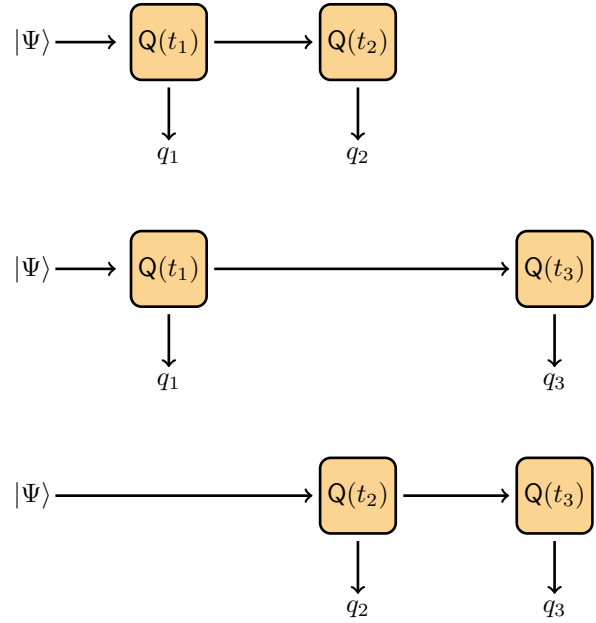 |Ψ⟩ Q(t₁) Q(t₂)
q₁ q₂
|Ψ⟩ Q(t₁) Q(t₃)
q₁ q₃
|Ψ⟩ Q(t₂) Q(t₃)
q₂ q₃